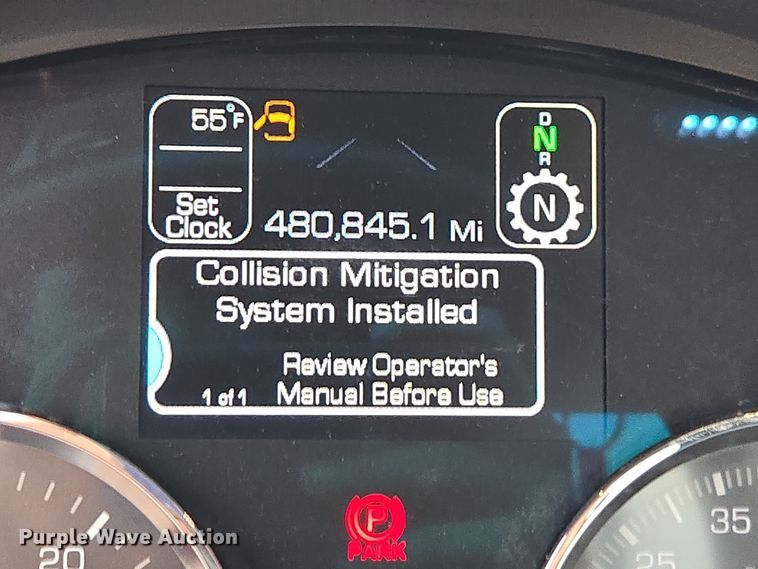 55°F
D
N
R
N
Set
Clock
480,845.1 Mi
Collision Mitigation
System Installed
Review Operator's
1 of 1 Manual Before Use
P
PARK
20
25
35
Purple Wave Auction